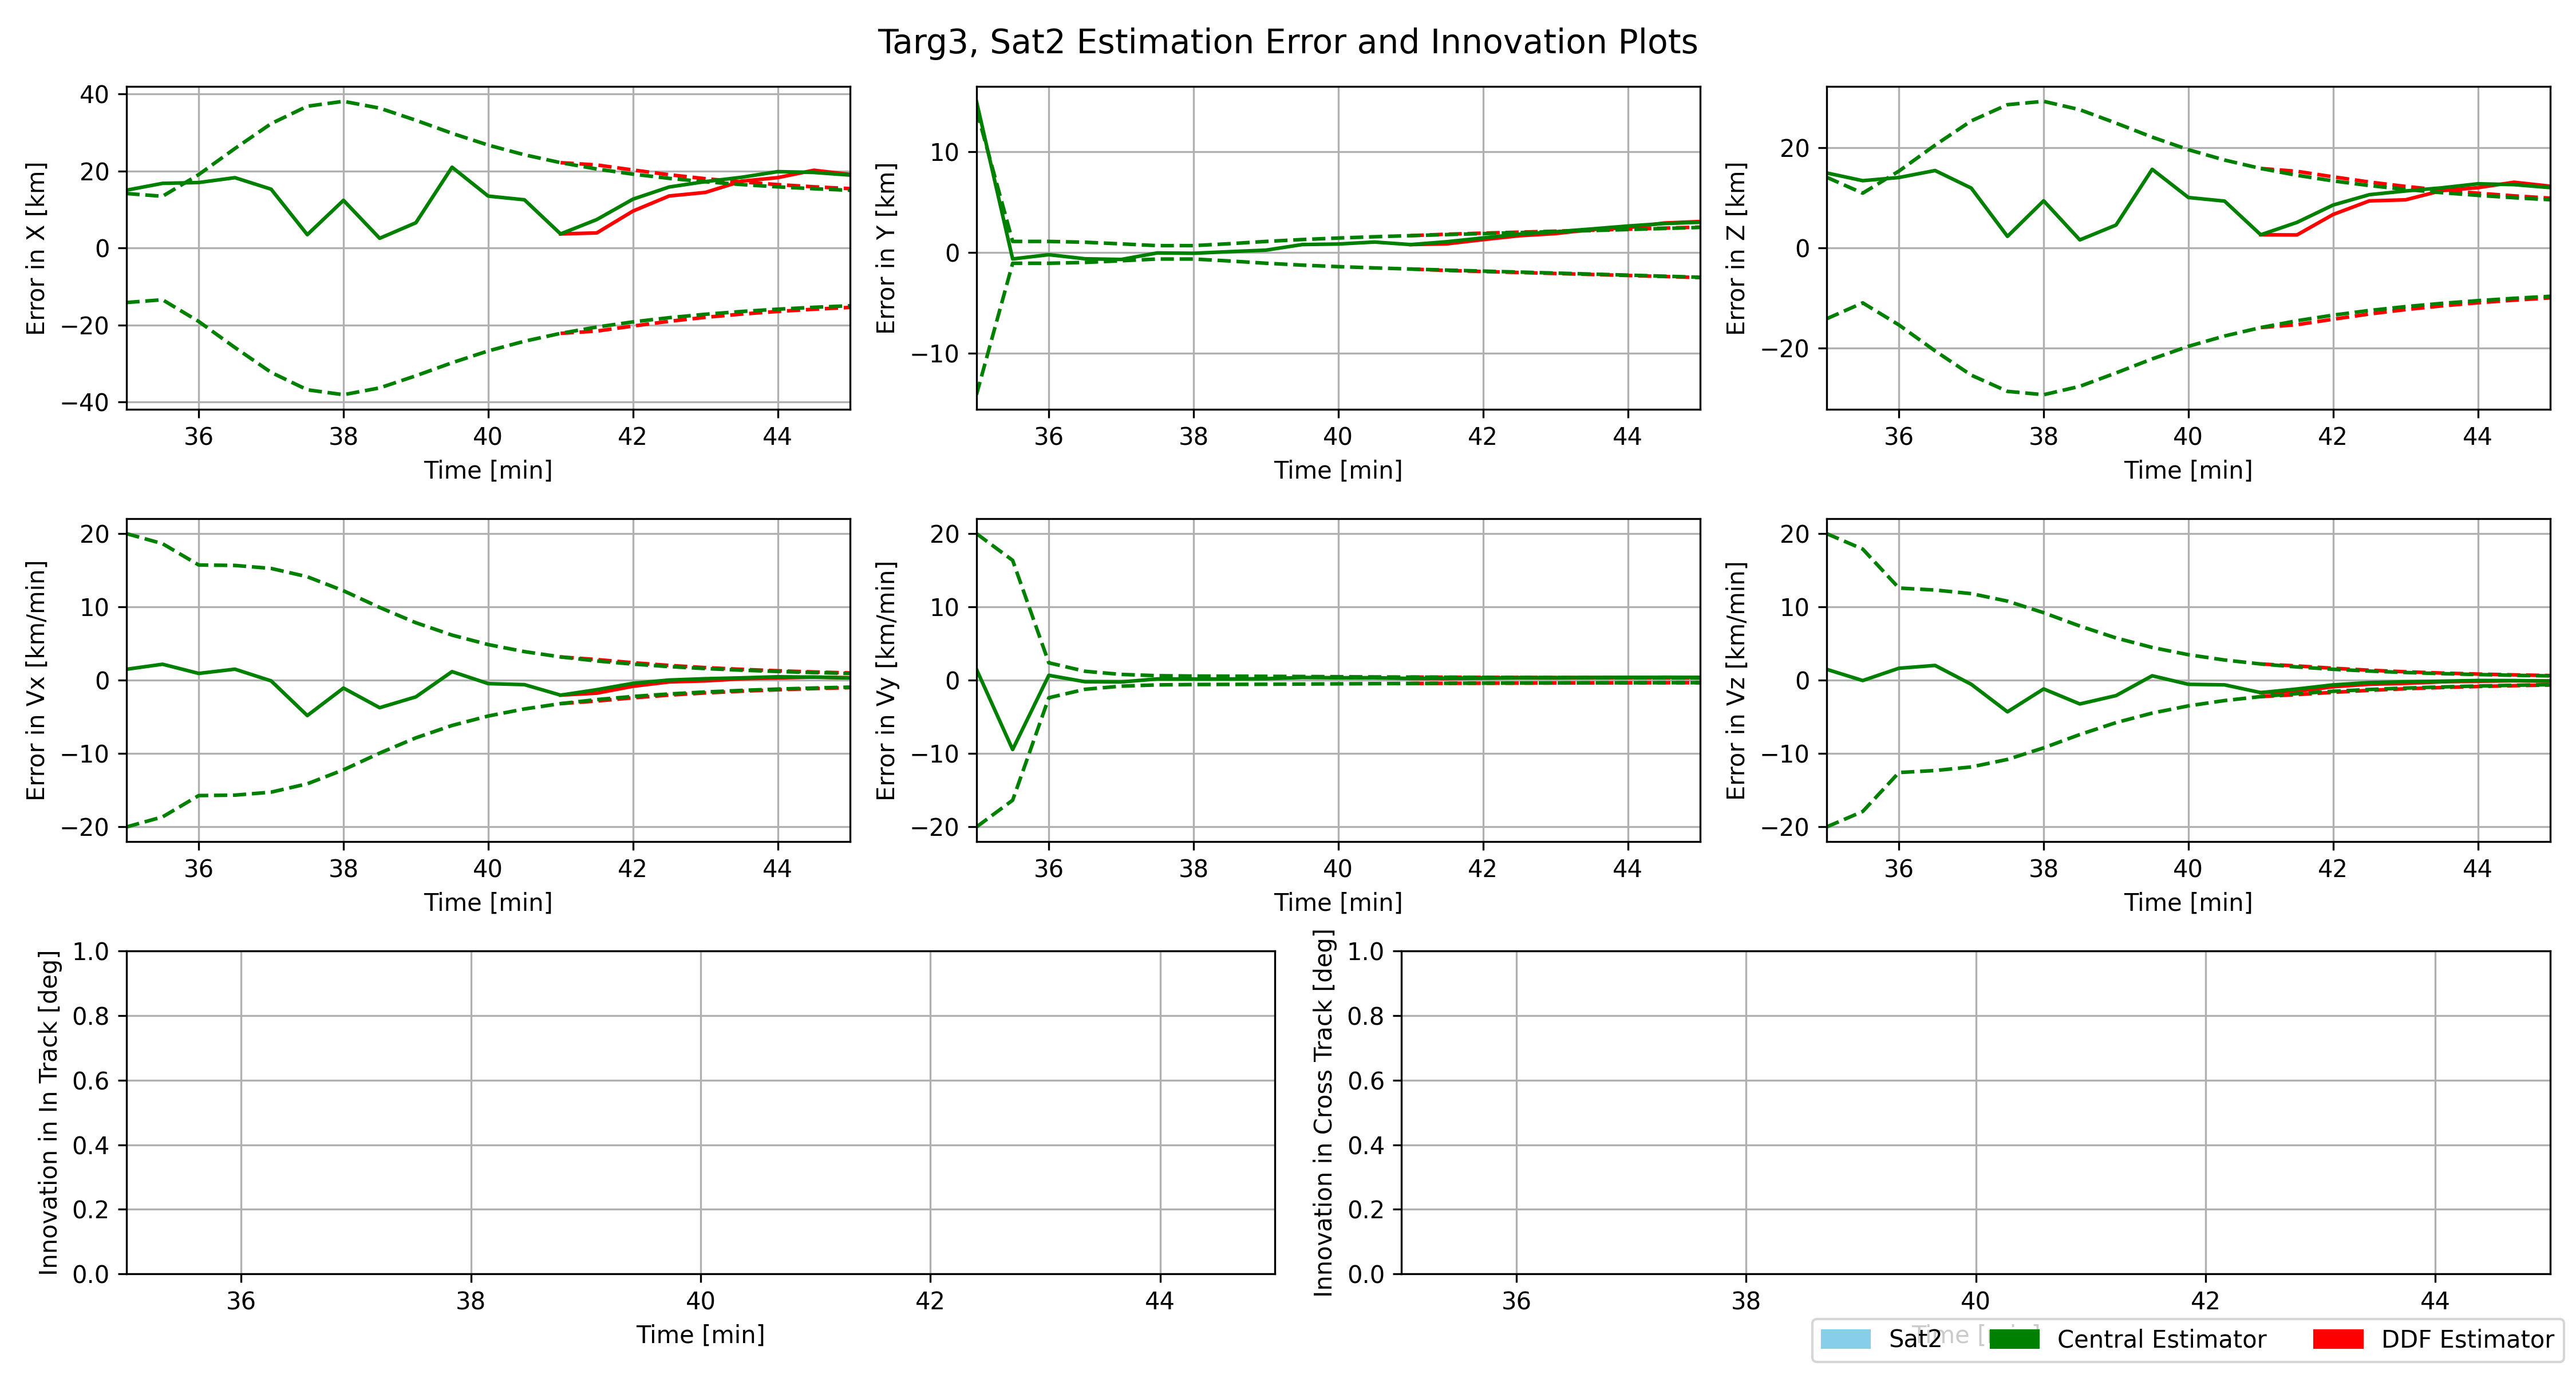 Targ3, Sat2 Estimation Error and Innovation Plots
Error in X [km]
40
20
0
−20
−40
36 38 40 42 44
Time [min]
Error in Y [km]
10
0
−10
36 38 40 42 44
Time [min]
Error in Z [km]
20
0
−20
36 38 40 42 44
Time [min]
Error in Vx [km/min]
20
10
0
−10
−20
36 38 40 42 44
Time [min]
Error in Vy [km/min]
20
10
0
−10
−20
36 38 40 42 44
Time [min]
Error in Vz [km/min]
20
10
0
−10
−20
36 38 40 42 44
Time [min]
Innovation in In Track [deg]
1.0
0.8
0.6
0.4
0.2
0.0
36 38 40 42 44
Time [min]
Innovation in Cross Track [deg]
1.0
0.8
0.6
0.4
0.2
0.0
36 38 40 42 44
Sat2 Central Estimator DDF Estimator